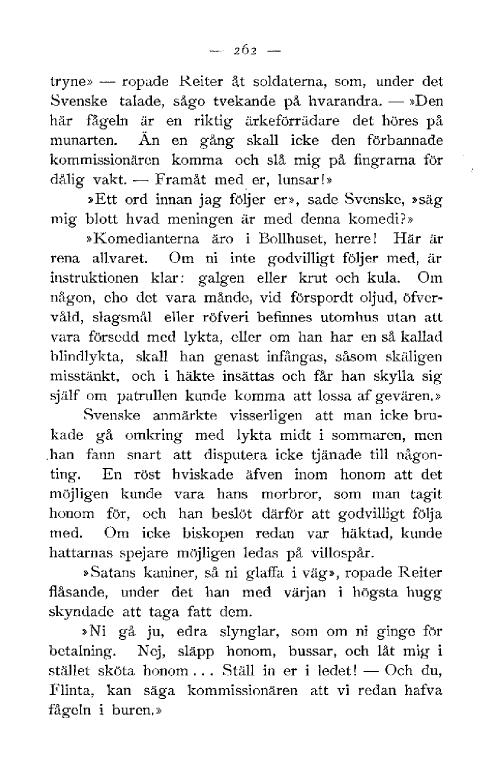 — 262 —
tryne» — ropade Reiter åt soldaterna, som, under det
Svenske talade, sågo tvekande på hvarandra. — »Den
här fågeln är en riktig ärkeförrädare det höres på
munarten. Än en gång skall icke den förbannade
kommissionären komma och slå mig på fingrarna för
dålig vakt. — Framåt med er, lunsar!»
»Ett ord innan jag följer er», sade Svenske, »säg
mig blott hvad meningen är med denna komedi?»
»Komedianterna äro i Bollhuset, herre! Här är
rena allvaret. Om ni inte godvilligt följer med, är
instruktionen klar: galgen eller krut och kula. Om
någon, eho det vara månde, vid förspordt oljud, öfver-
våld, slagsmål eller röfveri befinnes utomhus utan att
vara försedd med lykta, eller om han har en så kallad
blindlykta, skall han genast infångas, såsom skäligen
misstänkt, och i häkte insättas och får han skylla sig
själf om patrullen kunde komma att lossa af gevären.»
Svenske anmärkte visserligen att man icke bru-
kade gå omkring med lykta midt i sommaren, men
han fann snart att disputera icke tjänade till någon-
ting. En röst hviskade äfven inom honom att det
möjligen kunde vara hans morbror, som man tagit
honom för, och han beslöt därför att godvilligt följa
med. Om icke biskopen redan var häktad, kunde
hattarnas spejare möjligen ledas på villospår.
»Satans kaniner, så ni glaffa i väg», ropade Reiter
flåsande, under det han med värjan i högsta hugg
skyndade att taga fatt dem.
»Ni gå ju, edra slynglar, som om ni ginge för
betalning. Nej, släpp honom, bussar, och låt mig i
stället sköta honom... Ställ in er i ledet! — Och du,
Flinta, kan säga kommissionären att vi redan hafva
fågeln i buren.»